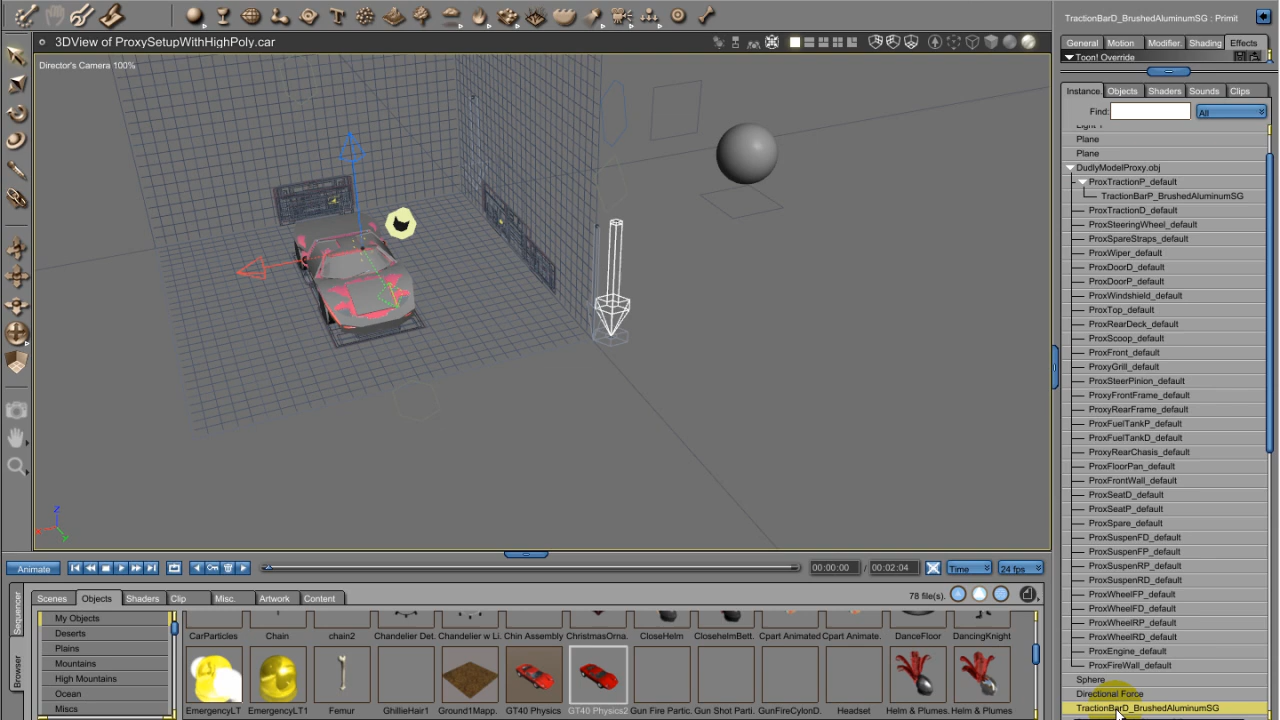 TractionBarD_BrushedAluminumSG : Primit
3DView of ProxySetupWithHighPoly.car
General Motion Modifier. Shading Effects
Toon! Override
Director's Camera 100%
Instance. Objects Shaders Sounds Clips
Find: All
Light 1
Plane
Plane
DudlyModelProxy.obj
ProxTractionP_default
TractionBarP_BrushedAluminumSG
ProxTractionD_default
ProxSteeringWheel_default
ProxSpareStraps_default
ProxWiper_default
ProxDoorD_default
ProxDoorP_default
ProxWindshield_default
ProxTop_default
ProxRearDeck_default
ProxScoop_default
ProxFront_default
ProxyGrill_default
ProxSteerPinion_default
ProxyFrontFrame_default
ProxyRearFrame_default
ProxFuelTankP_default
ProxFuelTankD_default
ProxyRearChasis_default
ProxFloorPan_default
ProxFrontWall_default
ProxSeatD_default
ProxSeatP_default
ProxSpare_default
ProxSuspenFD_default
ProxSuspenFP_default
ProxSuspenRP_default
ProxSuspenRD_default
ProxWheelFP_default
ProxWheelFD_default
ProxWheelRP_default
ProxWheelRD_default
ProxEngine_default
ProxFireWall_default
Sphere
Directional Force
TractionBarD_BrushedAluminumSG
Z
Animate 00:00:00 / 00:02:04 Time 24 fps
Sequencer
Browser
Scenes Objects Shaders Clip Misc. Artwork Content 78 file(s).
My Objects
Deserts
Plains
Mountains
High Mountains
Ocean
Miscs
CarParticles Chain chain2 Chandelier Det. Chandelier w Li. Chin Assembly ChristmasOrna. CloseHelm CloseHelmBett. Cpart Animated Cpart Animate. DanceFloor DancingKnight
EmergencyLT EmergencyLT1 Femur GhillieHair1 Ground1Mapp. GT40 Physics GT40 Physics2 Gun Fire Partic. Gun Shot Parti. GunFireCylonD. Headset Helm & Plumes. Helm & Plumes